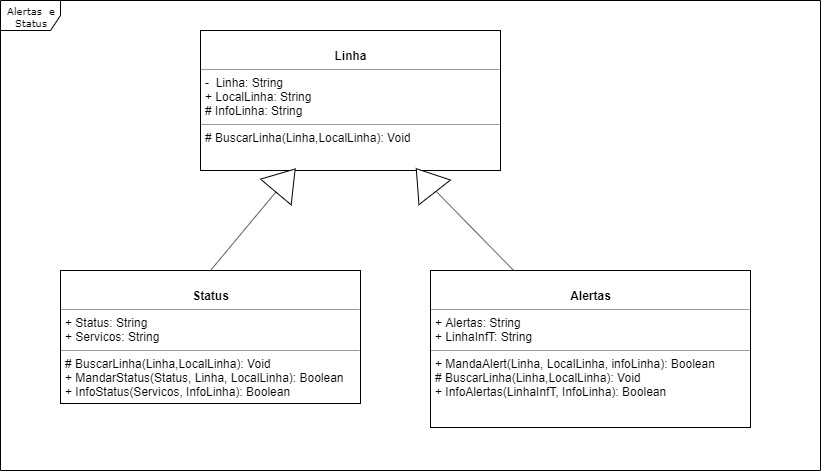 Alertas e
Status
Linha
- Linha: String
+ LocalLinha: String
# InfoLinha: String
# BuscarLinha(Linha,LocalLinha): Void
Status
+ Status: String
+ Servicos: String
# BuscarLinha(Linha,LocalLinha): Void
+ MandarStatus(Status, Linha, LocalLinha): Boolean
+ InfoStatus(Servicos, InfoLinha): Boolean
Alertas
+ Alertas: String
+ LinhaInfT: String
+ MandaAlert(Linha, LocalLinha, infoLinha): Boolean
# BuscarLinha(Linha,LocalLinha): Void
+ InfoAlertas(LinhaInfT, InfoLinha): Boolean